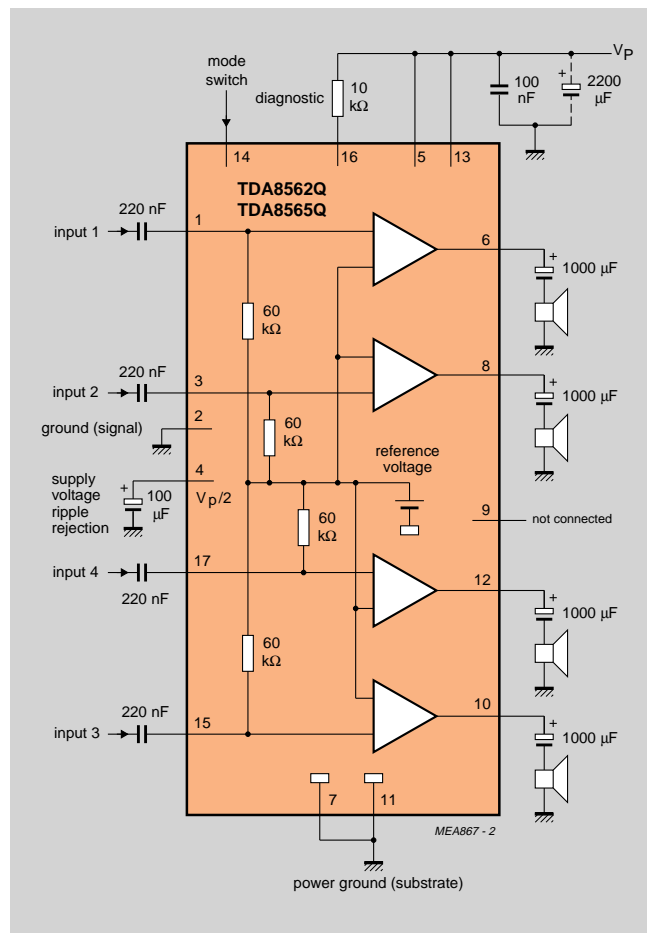 V_P
mode
switch
diagnostic
10
kΩ
100
nF
+
2200
µF
14
16
5
13
TDA8562Q
TDA8565Q
220 nF
input 1
1
6
+
1000 µF
60
kΩ
220 nF
input 2
3
8
+
1000 µF
2
ground (signal)
60
kΩ
reference
voltage
supply
voltage
ripple
rejection
+
100
µF
4
Vp/2
9
not connected
60
kΩ
input 4
17
220 nF
12
+
1000 µF
60
kΩ
220 nF
input 3
15
10
+
1000 µF
7
11
MEA867 - 2
power ground (substrate)